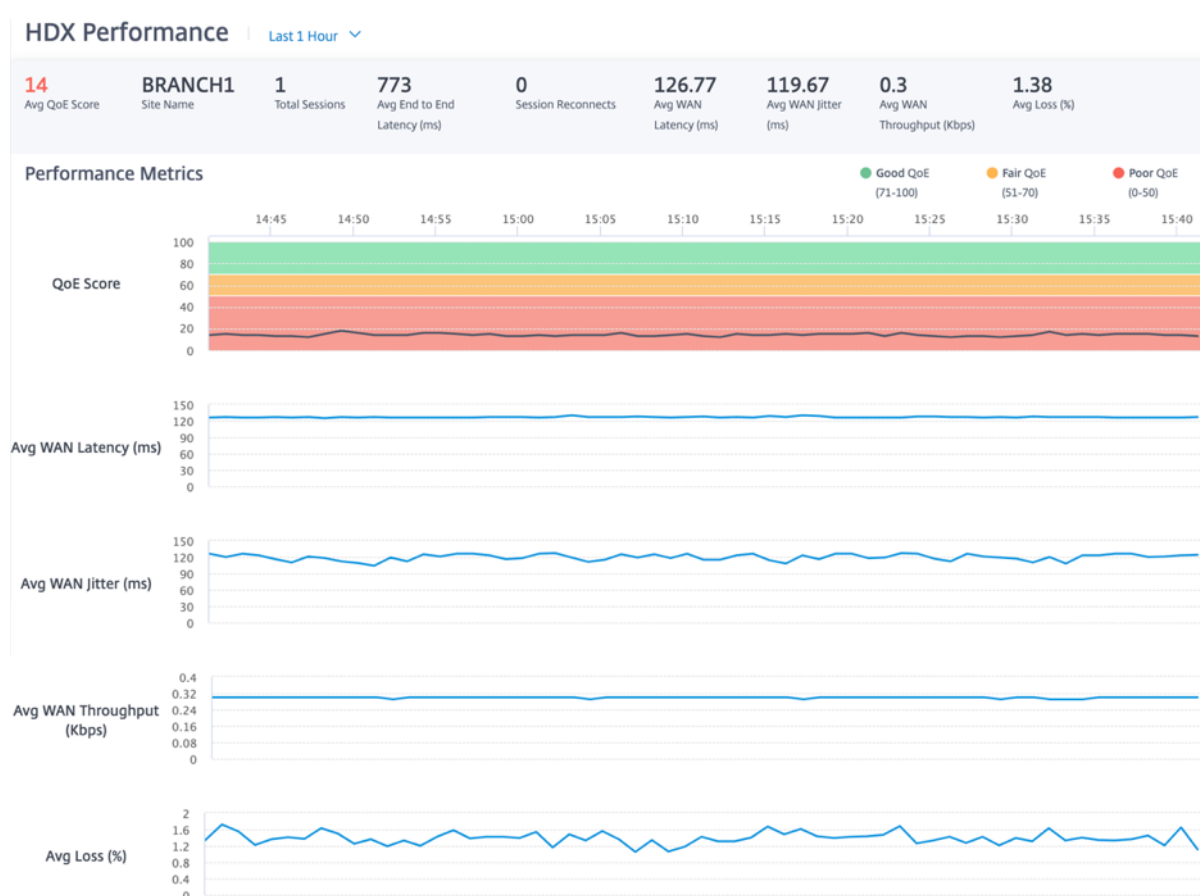 HDX Performance Last 1 Hour
14 BRANCH1 1 773 0 126.77 119.67 0.3 1.38
Avg QoE Score Site Name Total Sessions Avg End to End Session Reconnects Avg WAN Avg WAN Jitter Avg WAN Avg Loss (%)
Latency (ms) Latency (ms) (ms) Throughput (Kbps)
Performance Metrics Good QoE Fair QoE Poor QoE
(71-100) (51-70) (0-50)
14:45 14:50 14:55 15:00 15:05 15:10 15:15 15:20 15:25 15:30 15:35 15:40
100
80
QoE Score
60
40
20
0
150
120
90
Avg WAN Latency (ms)
60
30
0
150
120
90
Avg WAN Jitter (ms)
60
30
0
0.4
0.32
Avg WAN Throughput
0.24
(Kbps)
0.16
0.08
0
2
1.6
1.2
Avg Loss (%)
0.8
0.4
0